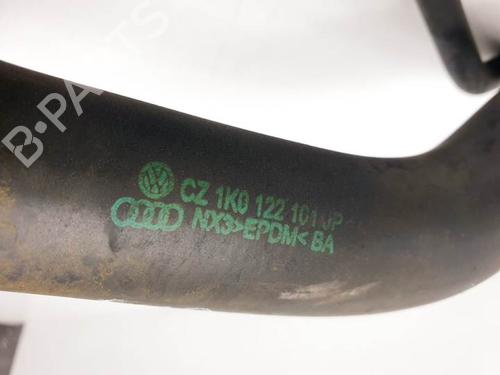 B-PARTS
CZ 1K0 122 101 JP
NX3>EPDM<BA